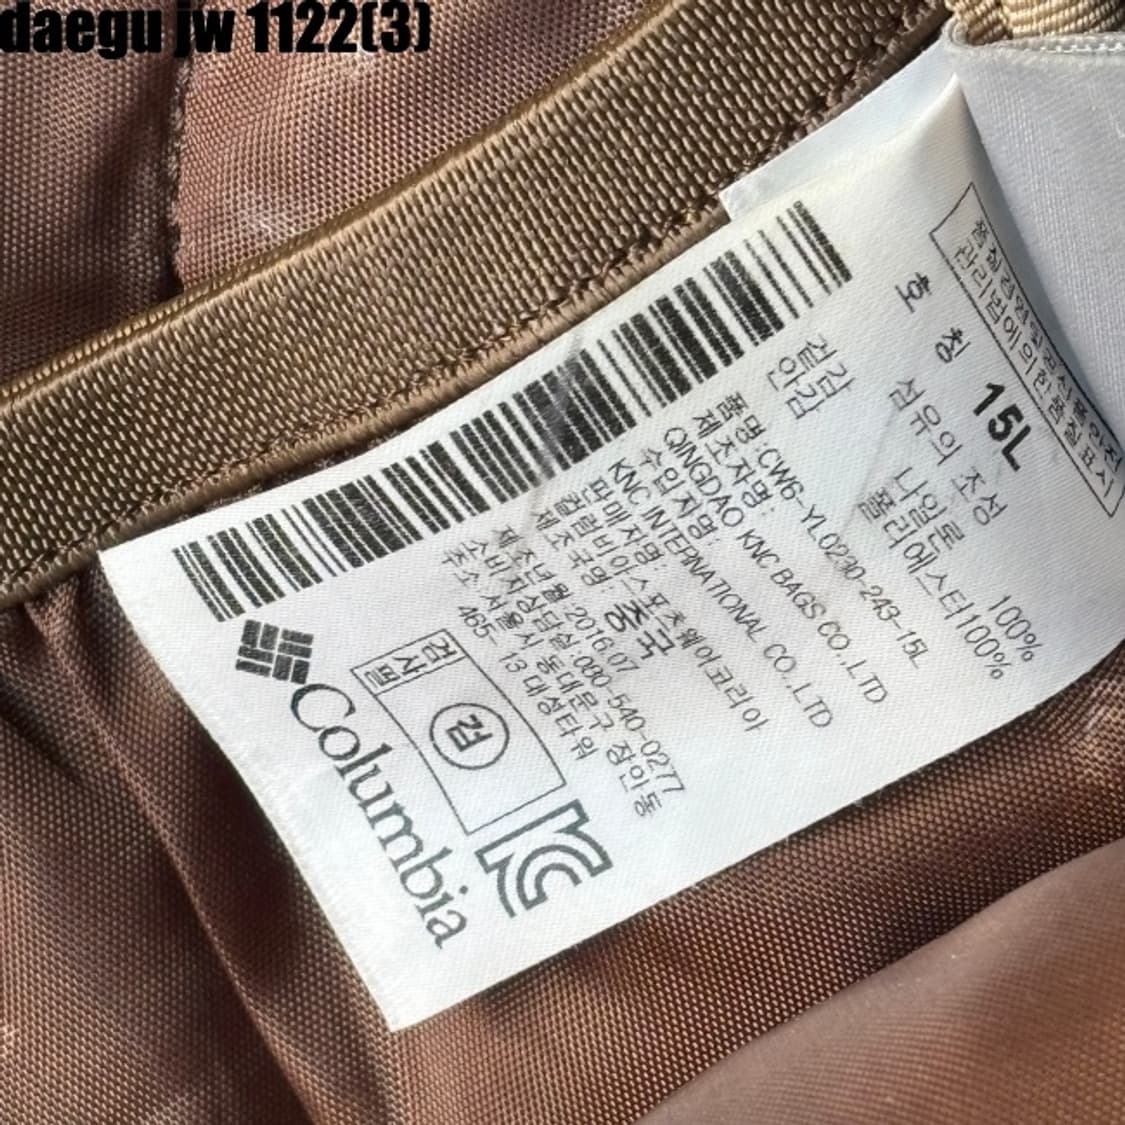 daegu jw 1122(3)
품질경영및공산품안전
관리법에의한품질표시
호 칭 15L
섬유의 조성
겉감 나일론 100%
안감 폴리에스터100%
품명:CW6-YL0230-243-15L
제조자명:
QINGDAO KNC BAGS CO.,LTD
수입자명:
KNC INTERNATIONAL CO.,LTD
판매자명:
컬럼비아스포츠웨어코리아
제조국명:중국
제조년월:2016.07
소비자상담실:080-540-0277
주소:서울시 동대문구 장안동
465-13 대성타워
검사필
검
Columbia